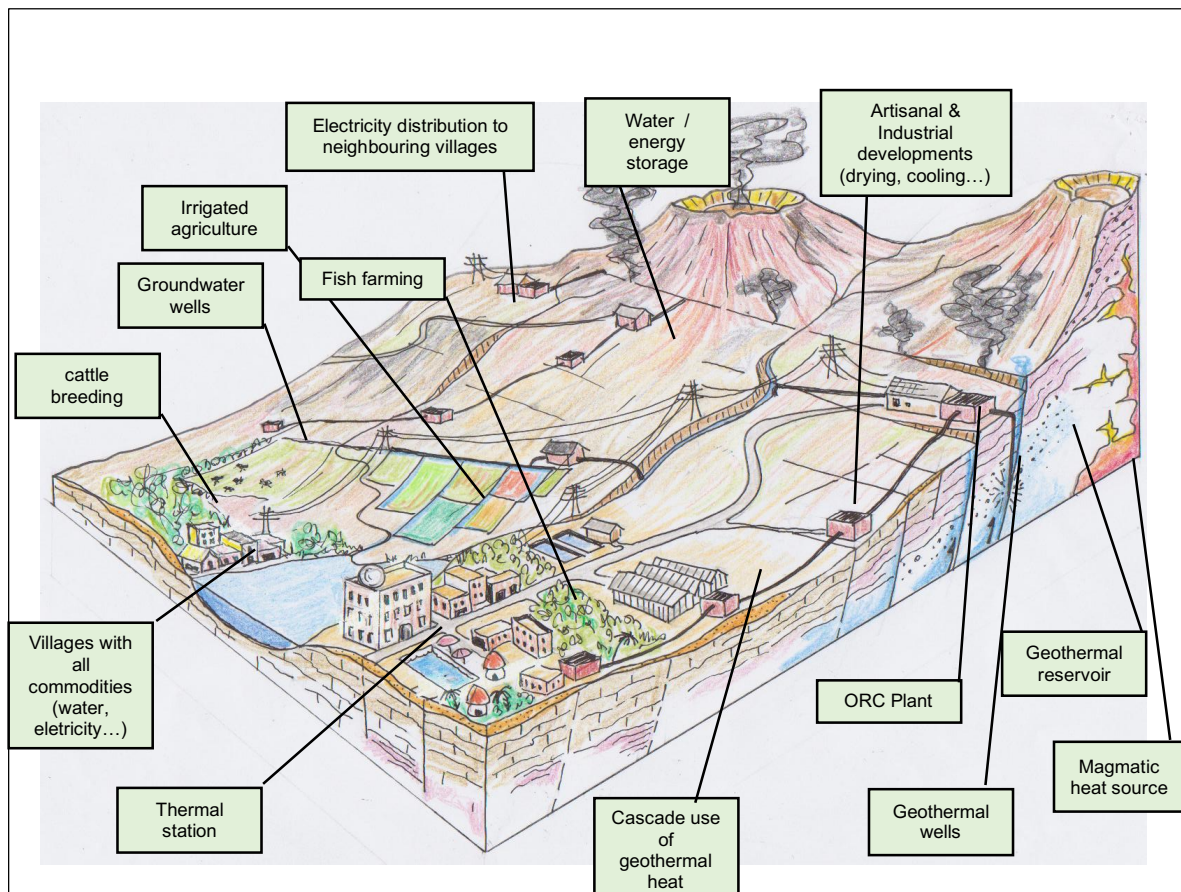 Electricity distribution to
neighbouring villages
Water /
energy
storage
Artisanal &
Industrial
developments
(drying, cooling…)
Irrigated
agriculture
Groundwater
wells
Fish farming
cattle
breeding
Villages with
all
commodities
(water,
eletricity…)
Thermal
station
Cascade use
of
geothermal
heat
ORC Plant
Geothermal
wells
Geothermal
reservoir
Magmatic
heat source